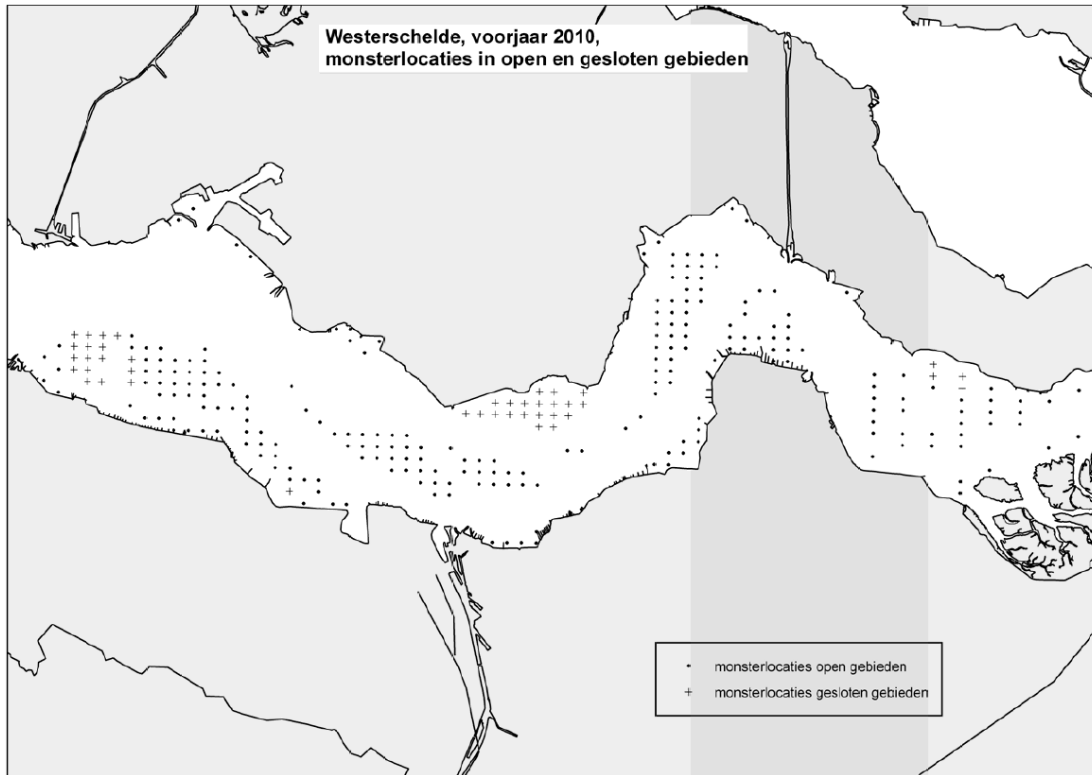 Westerschelde, voorjaar 2010,
monsterlocaties in open en gesloten gebieden
monsterlocaties open gebieden
monsterlocaties gesloten gebieden